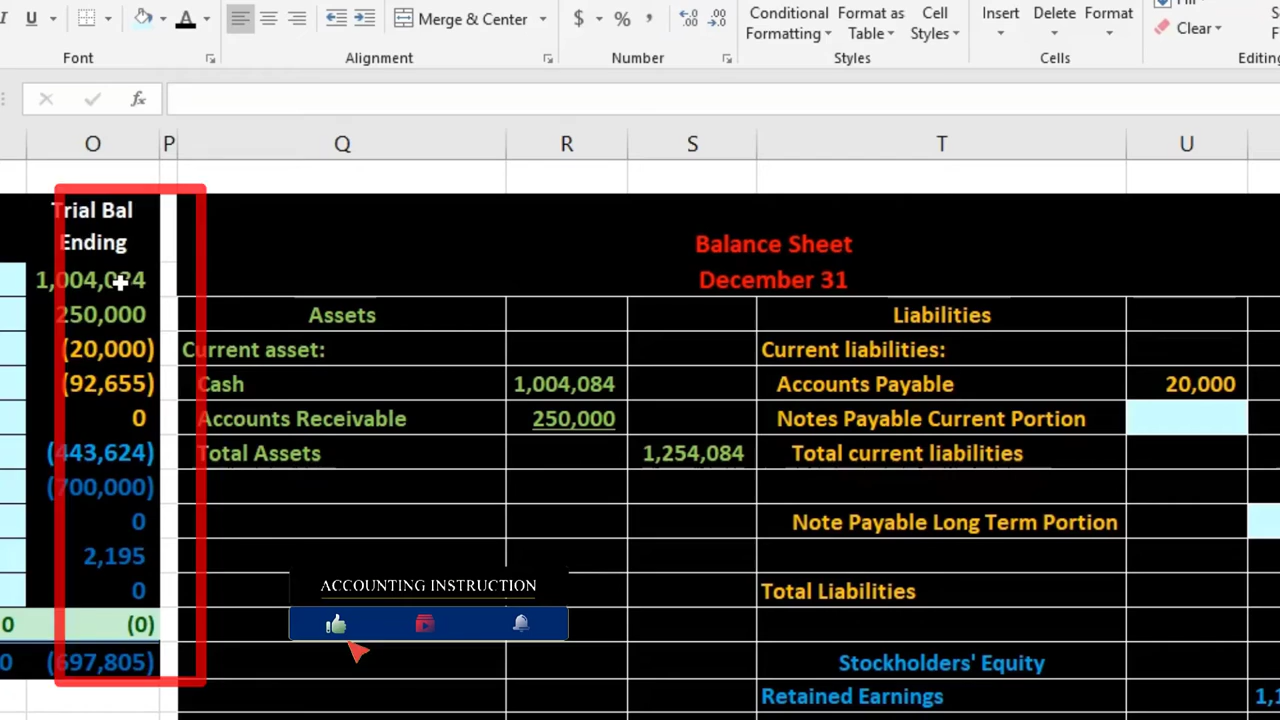 U A Merge & Center $ % , Conditional Formatting Format as Table Cell Styles Insert Delete Format Clear
Font Alignment Number Styles Cells Editing
fx
O P Q R S T U
Trial Bal
Ending
Balance Sheet
December 31
1,004,084
250,000 Assets Liabilities
(20,000) Current asset: Current liabilities:
(92,655) Cash 1,004,084 Accounts Payable 20,000
0 Accounts Receivable 250,000 Notes Payable Current Portion
(443,624) Total Assets 1,254,084 Total current liabilities
(700,000)
0 Note Payable Long Term Portion
2,195
ACCOUNTING INSTRUCTION
0 Total Liabilities
0 (0)
0 (697,805) Stockholders' Equity
Retained Earnings